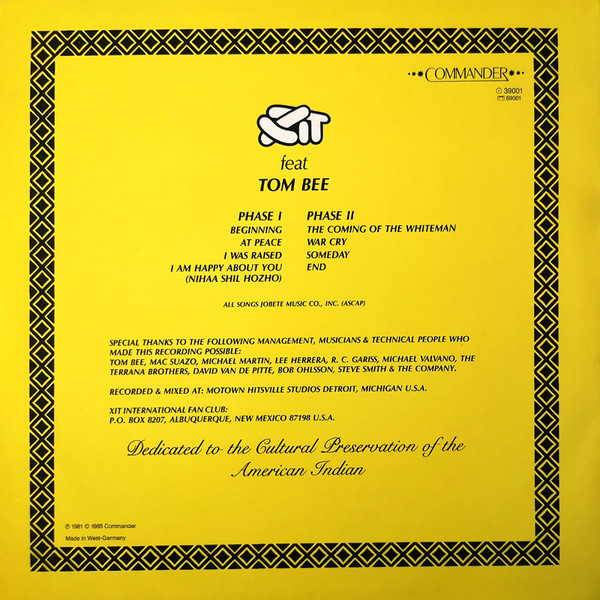 COMMANDER
39001
69001
XIT
feat
TOM BEE
PHASE I
BEGINNING
AT PEACE
I WAS RAISED
I AM HAPPY ABOUT YOU
(NIHAA SHIL HOZHO)
PHASE II
THE COMING OF THE WHITEMAN
WAR CRY
SOMEDAY
END
ALL SONGS JOBETE MUSIC CO., INC. (ASCAP)
SPECIAL THANKS TO THE FOLLOWING MANAGEMENT, MUSICIANS & TECHNICAL PEOPLE WHO
MADE THIS RECORDING POSSIBLE:
TOM BEE, MAC SUAZO, MICHAEL MARTIN, LEE HERRERA, R. C. GARISS, MICHAEL VALVANO, THE
TERRANA BROTHERS, DAVID VAN DE PITTE, BOB OHLSSON, STEVE SMITH & THE COMPANY.
RECORDED & MIXED AT: MOTOWN HITSVILLE STUDIOS DETROIT, MICHIGAN U.S.A.
XIT INTERNATIONAL FAN CLUB:
P.O. BOX 8207, ALBUQUERQUE, NEW MEXICO 87198 U.S.A.
Dedicated to the Cultural Preservation of the
American Indian
℗ 1981 © 1985 Commander
Made in West-Germany